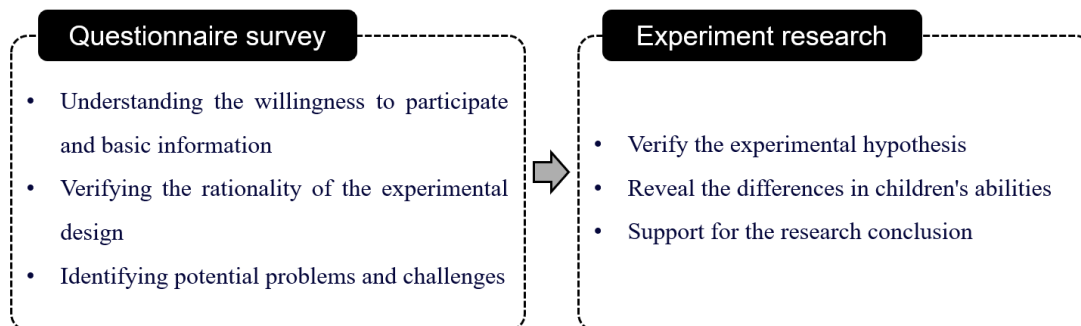 Questionnaire survey
• Understanding the willingness to participate
and basic information
• Verifying the rationality of the experimental
design
• Identifying potential problems and challenges
Experiment research
• Verify the experimental hypothesis
• Reveal the differences in children's abilities
• Support for the research conclusion